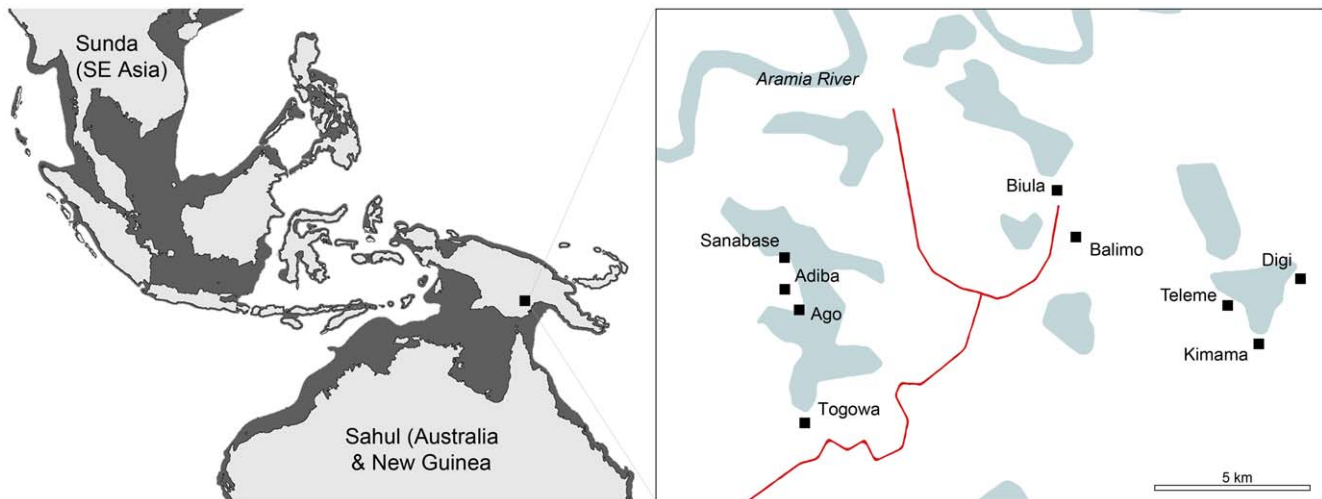 Sunda
(SE Asia)
Sahul (Australia
& New Guinea
Aramia River
Biula
Balimo
Sanabase
Adiba
Ago
Togowa
Digi
Teleme
Kimama
5 km